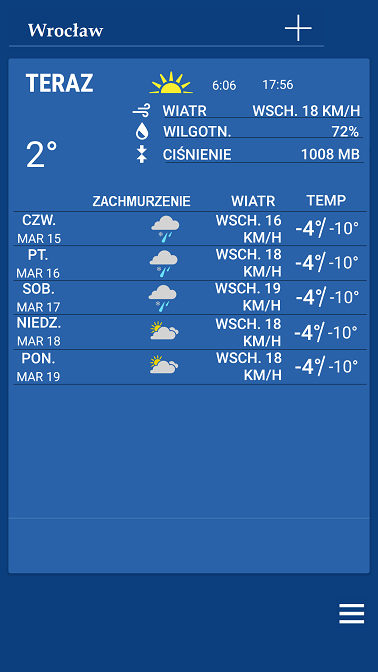 Wrocław
TERAZ
6:06 17:56
WIATR WSCH. 18 KM/H
WILGOTN. 72%
2°
CIŚNIENIE 1008 MB
ZACHMURZENIE WIATR TEMP
CZW. WSCH. 16
MAR 15 KM/H -4°/-10°
PT. WSCH. 18
MAR 16 KM/H -4°/-10°
SOB. WSCH. 19
MAR 17 KM/H -4°/-10°
NIEDZ. WSCH. 18
MAR 18 KM/H -4°/-10°
PON. WSCH. 18
MAR 19 KM/H -4°/-10°